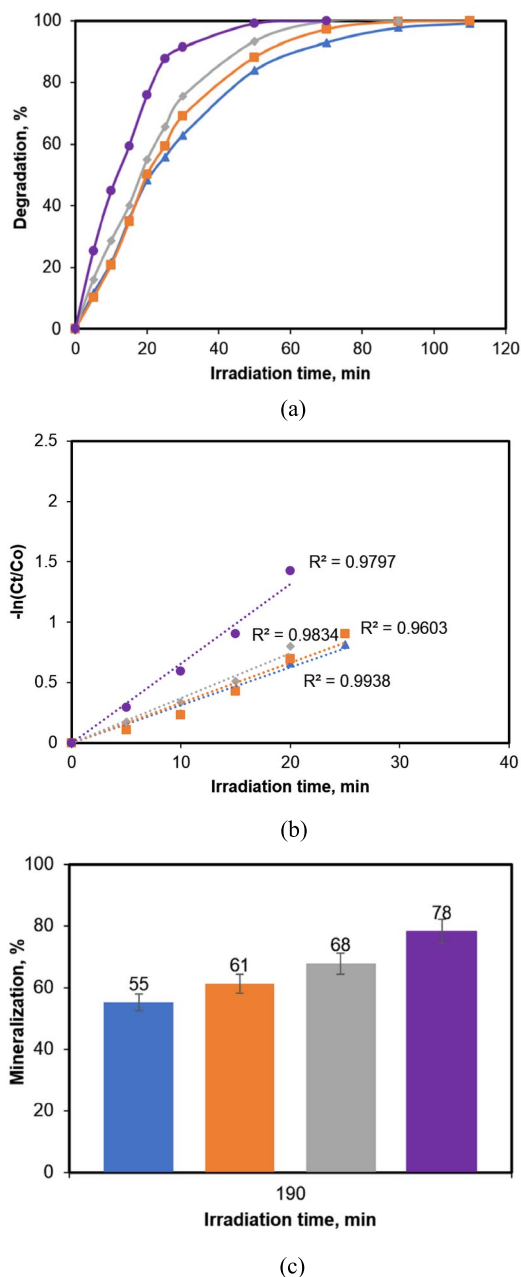 100
80
60
40
20
0
Degradation, %
0 20 40 60 80 100 120
Irradiation time, min
(a)
2.5
2
1.5
1
0.5
0
-ln(Ct/Co)
R² = 0.9797
R² = 0.9834
R² = 0.9603
R² = 0.9938
0 10 20 30 40
Irradiation time, min
(b)
100
80
60
40
20
0
Mineralization, %
55 61 68 78
190
Irradiation time, min
(c)